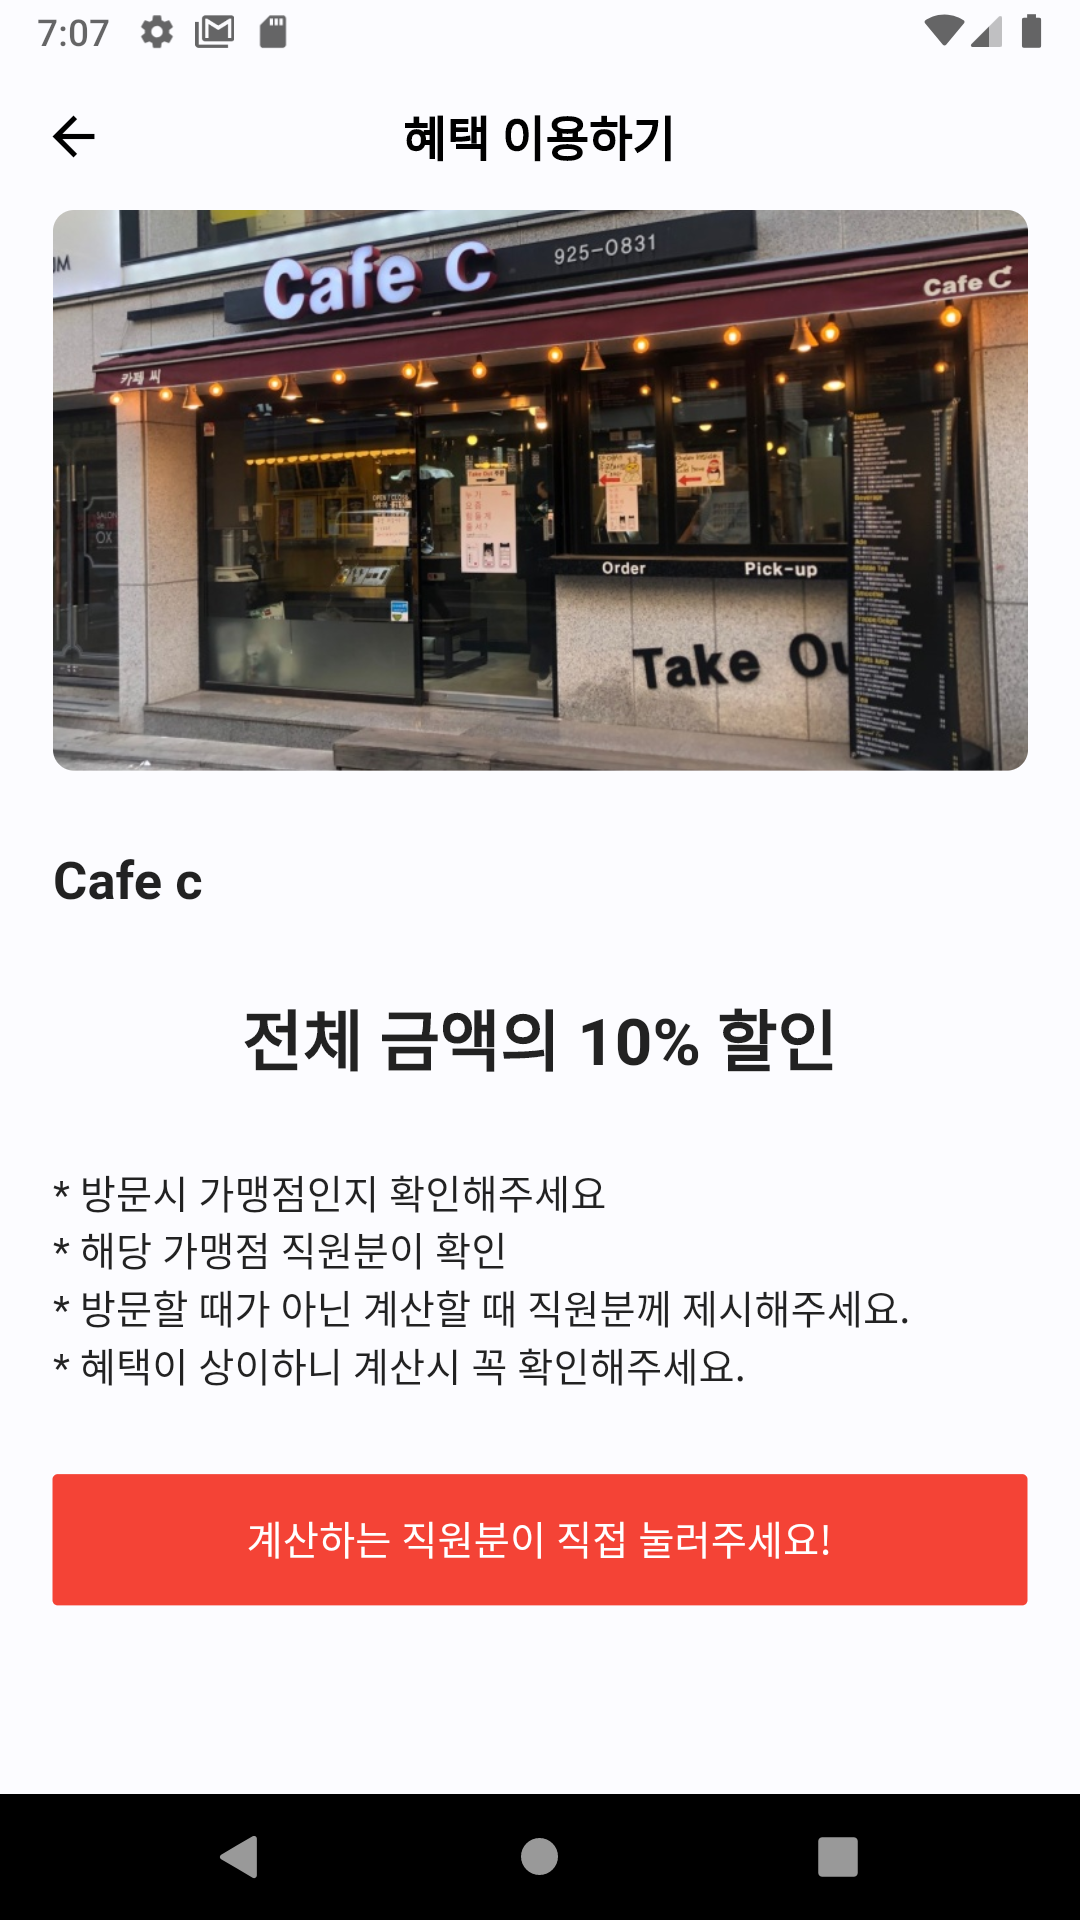 7:07
혜택 이용하기
Cafe C
925-0831
Cafe C
카페 씨
Order
Pick-up
Take Ou
Cafe c
전체 금액의 10% 할인
* 방문시 가맹점인지 확인해주세요
* 해당 가맹점 직원분이 확인
* 방문할 때가 아닌 계산할 때 직원분께 제시해주세요.
* 혜택이 상이하니 계산시 꼭 확인해주세요.
계산하는 직원분이 직접 눌러주세요!